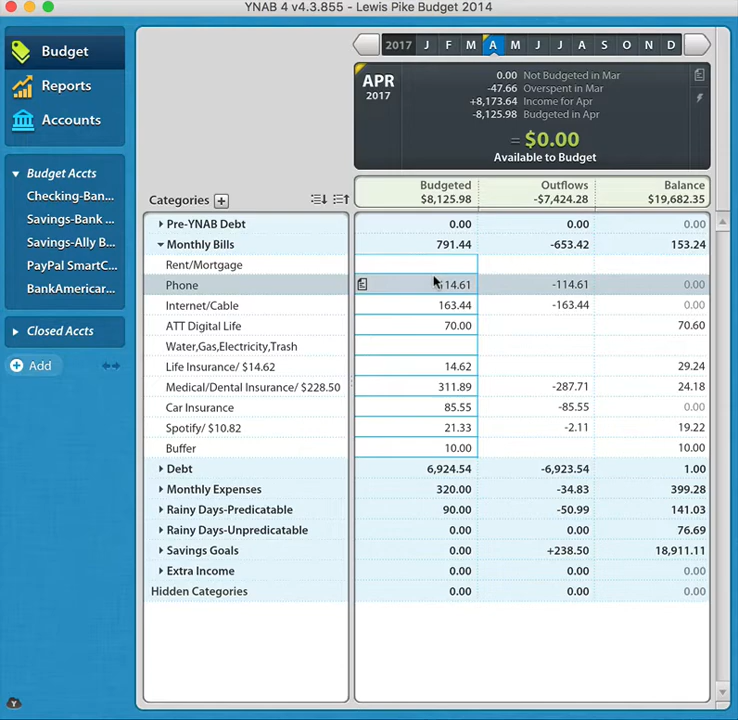 YNAB 4 v4.3.855 - Lewis Pike Budget 2014
Budget
Reports
Accounts
Budget Accts
Checking-Ban...
Savings-Bank ...
Savings-Ally B...
PayPal SmartC...
BankAmericar...
Closed Accts
Add
2017 J F M A M J J A S O N D
APR
2017
0.00 Not Budgeted in Mar
-47.66 Overspent in Mar
+8,173.64 Income for Apr
-8,125.98 Budgeted in Apr
= $0.00
Available to Budget
Categories
Budgeted Outflows Balance
$8,125.98 -$7,424.28 $19,682.35
Pre-YNAB Debt 0.00 0.00 0.00
Monthly Bills 791.44 -653.42 153.24
Rent/Mortgage
Phone 114.61 -114.61 0.00
Internet/Cable 163.44 -163.44 0.00
ATT Digital Life 70.00 70.60
Water,Gas,Electricity,Trash
Life Insurance/ $14.62 14.62 29.24
Medical/Dental Insurance/ $228.50 311.89 -287.71 24.18
Car Insurance 85.55 -85.55 0.00
Spotify/ $10.82 21.33 -2.11 19.22
Buffer 10.00 10.00
Debt 6,924.54 -6,923.54 1.00
Monthly Expenses 320.00 -34.83 399.28
Rainy Days-Predicatable 90.00 -50.99 141.03
Rainy Days-Unpredicatable 0.00 0.00 76.69
Savings Goals 0.00 +238.50 18,911.11
Extra Income 0.00 0.00 0.00
Hidden Categories 0.00 0.00 0.00